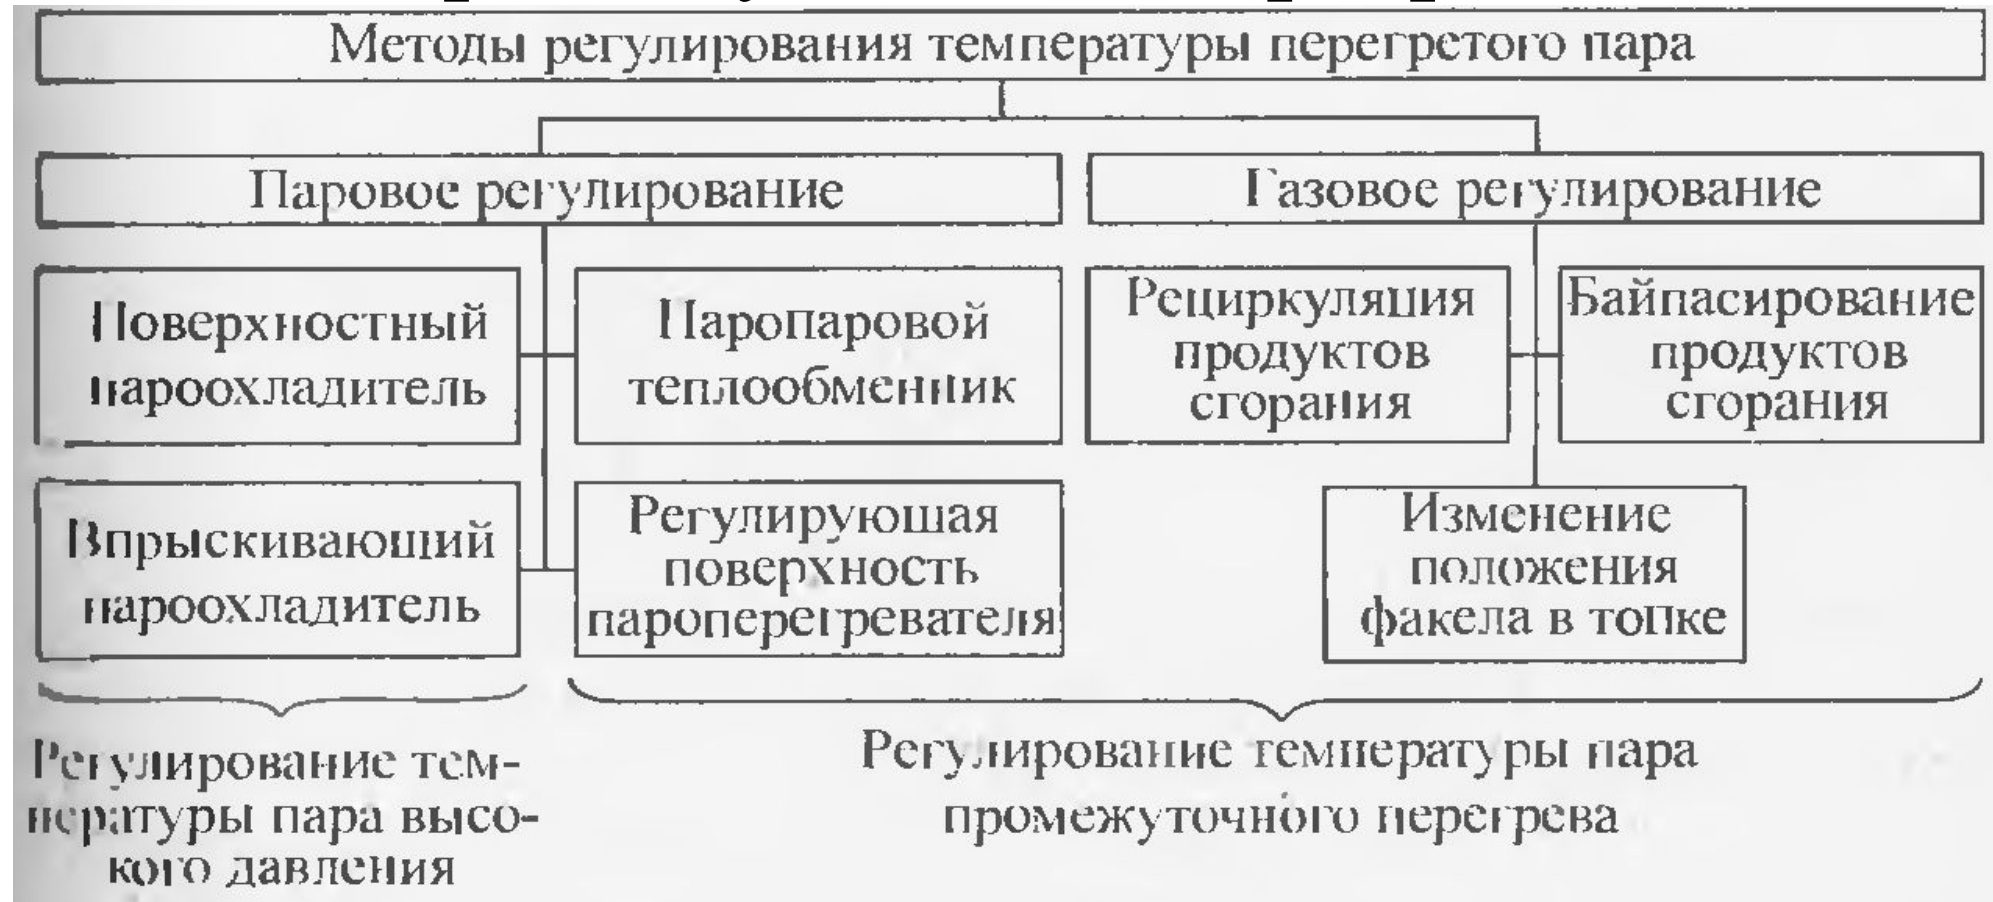 Методы регулирования температуры перегретого пара
Паровое регулирование
Газовое регулирование
Поверхностный
пароохладитель
Паропаровой
теплообменник
Рециркуляция
продуктов
сгорания
Байпасирование
продуктов
сгорания
Впрыскивающий
пароохладитель
Регулирующая
поверхность
пароперегревателя
Изменение
положения
факела в топке
Регулирование тем-
пературы пара высо-
кого давления
Регулирование температуры пара
промежуточного перегрева